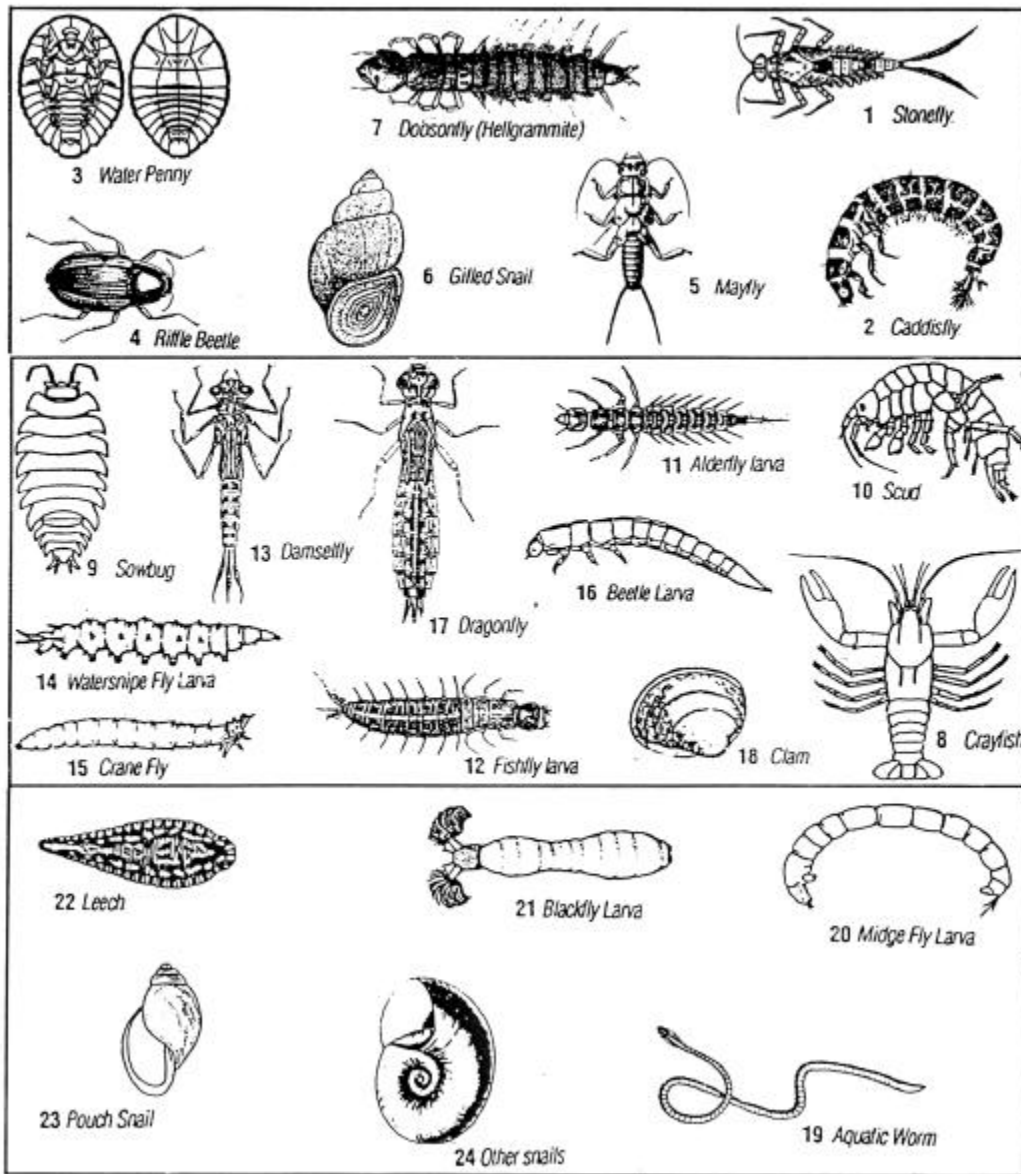 7 Dobsonfly (Hellgrammite)
1 Stonefly
3 Water Penny
6 Gilled Snail
5 Mayfly
2 Caddisfly
4 Riffle Beetle
11 Alderfly larva
10 Scud
13 Damselfly
9 Sowbug
16 Beetle Larva
17 Dragonfly
14 Watersnipe Fly Larva
12 Fishfly larva
18 Clam
8 Crayfish
15 Crane Fly
22 Leech
21 Blackfly Larva
20 Midge Fly Larva
23 Pouch Snail
24 Other snails
19 Aquatic Worm